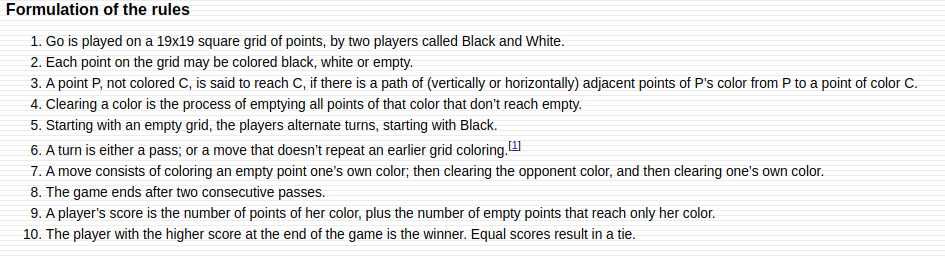 Formulation of the rules
1. Go is played on a 19x19 square grid of points, by two players called Black and White.
2. Each point on the grid may be colored black, white or empty.
3. A point P, not colored C, is said to reach C, if there is a path of (vertically or horizontally) adjacent points of P's color from P to a point of color C.
4. Clearing a color is the process of emptying all points of that color that don't reach empty.
5. Starting with an empty grid, the players alternate turns, starting with Black.
6. A turn is either a pass; or a move that doesn't repeat an earlier grid coloring.[1]
7. A move consists of coloring an empty point one's own color; then clearing the opponent color, and then clearing one's own color.
8. The game ends after two consecutive passes.
9. A player's score is the number of points of her color, plus the number of empty points that reach only her color.
10. The player with the higher score at the end of the game is the winner. Equal scores result in a tie.